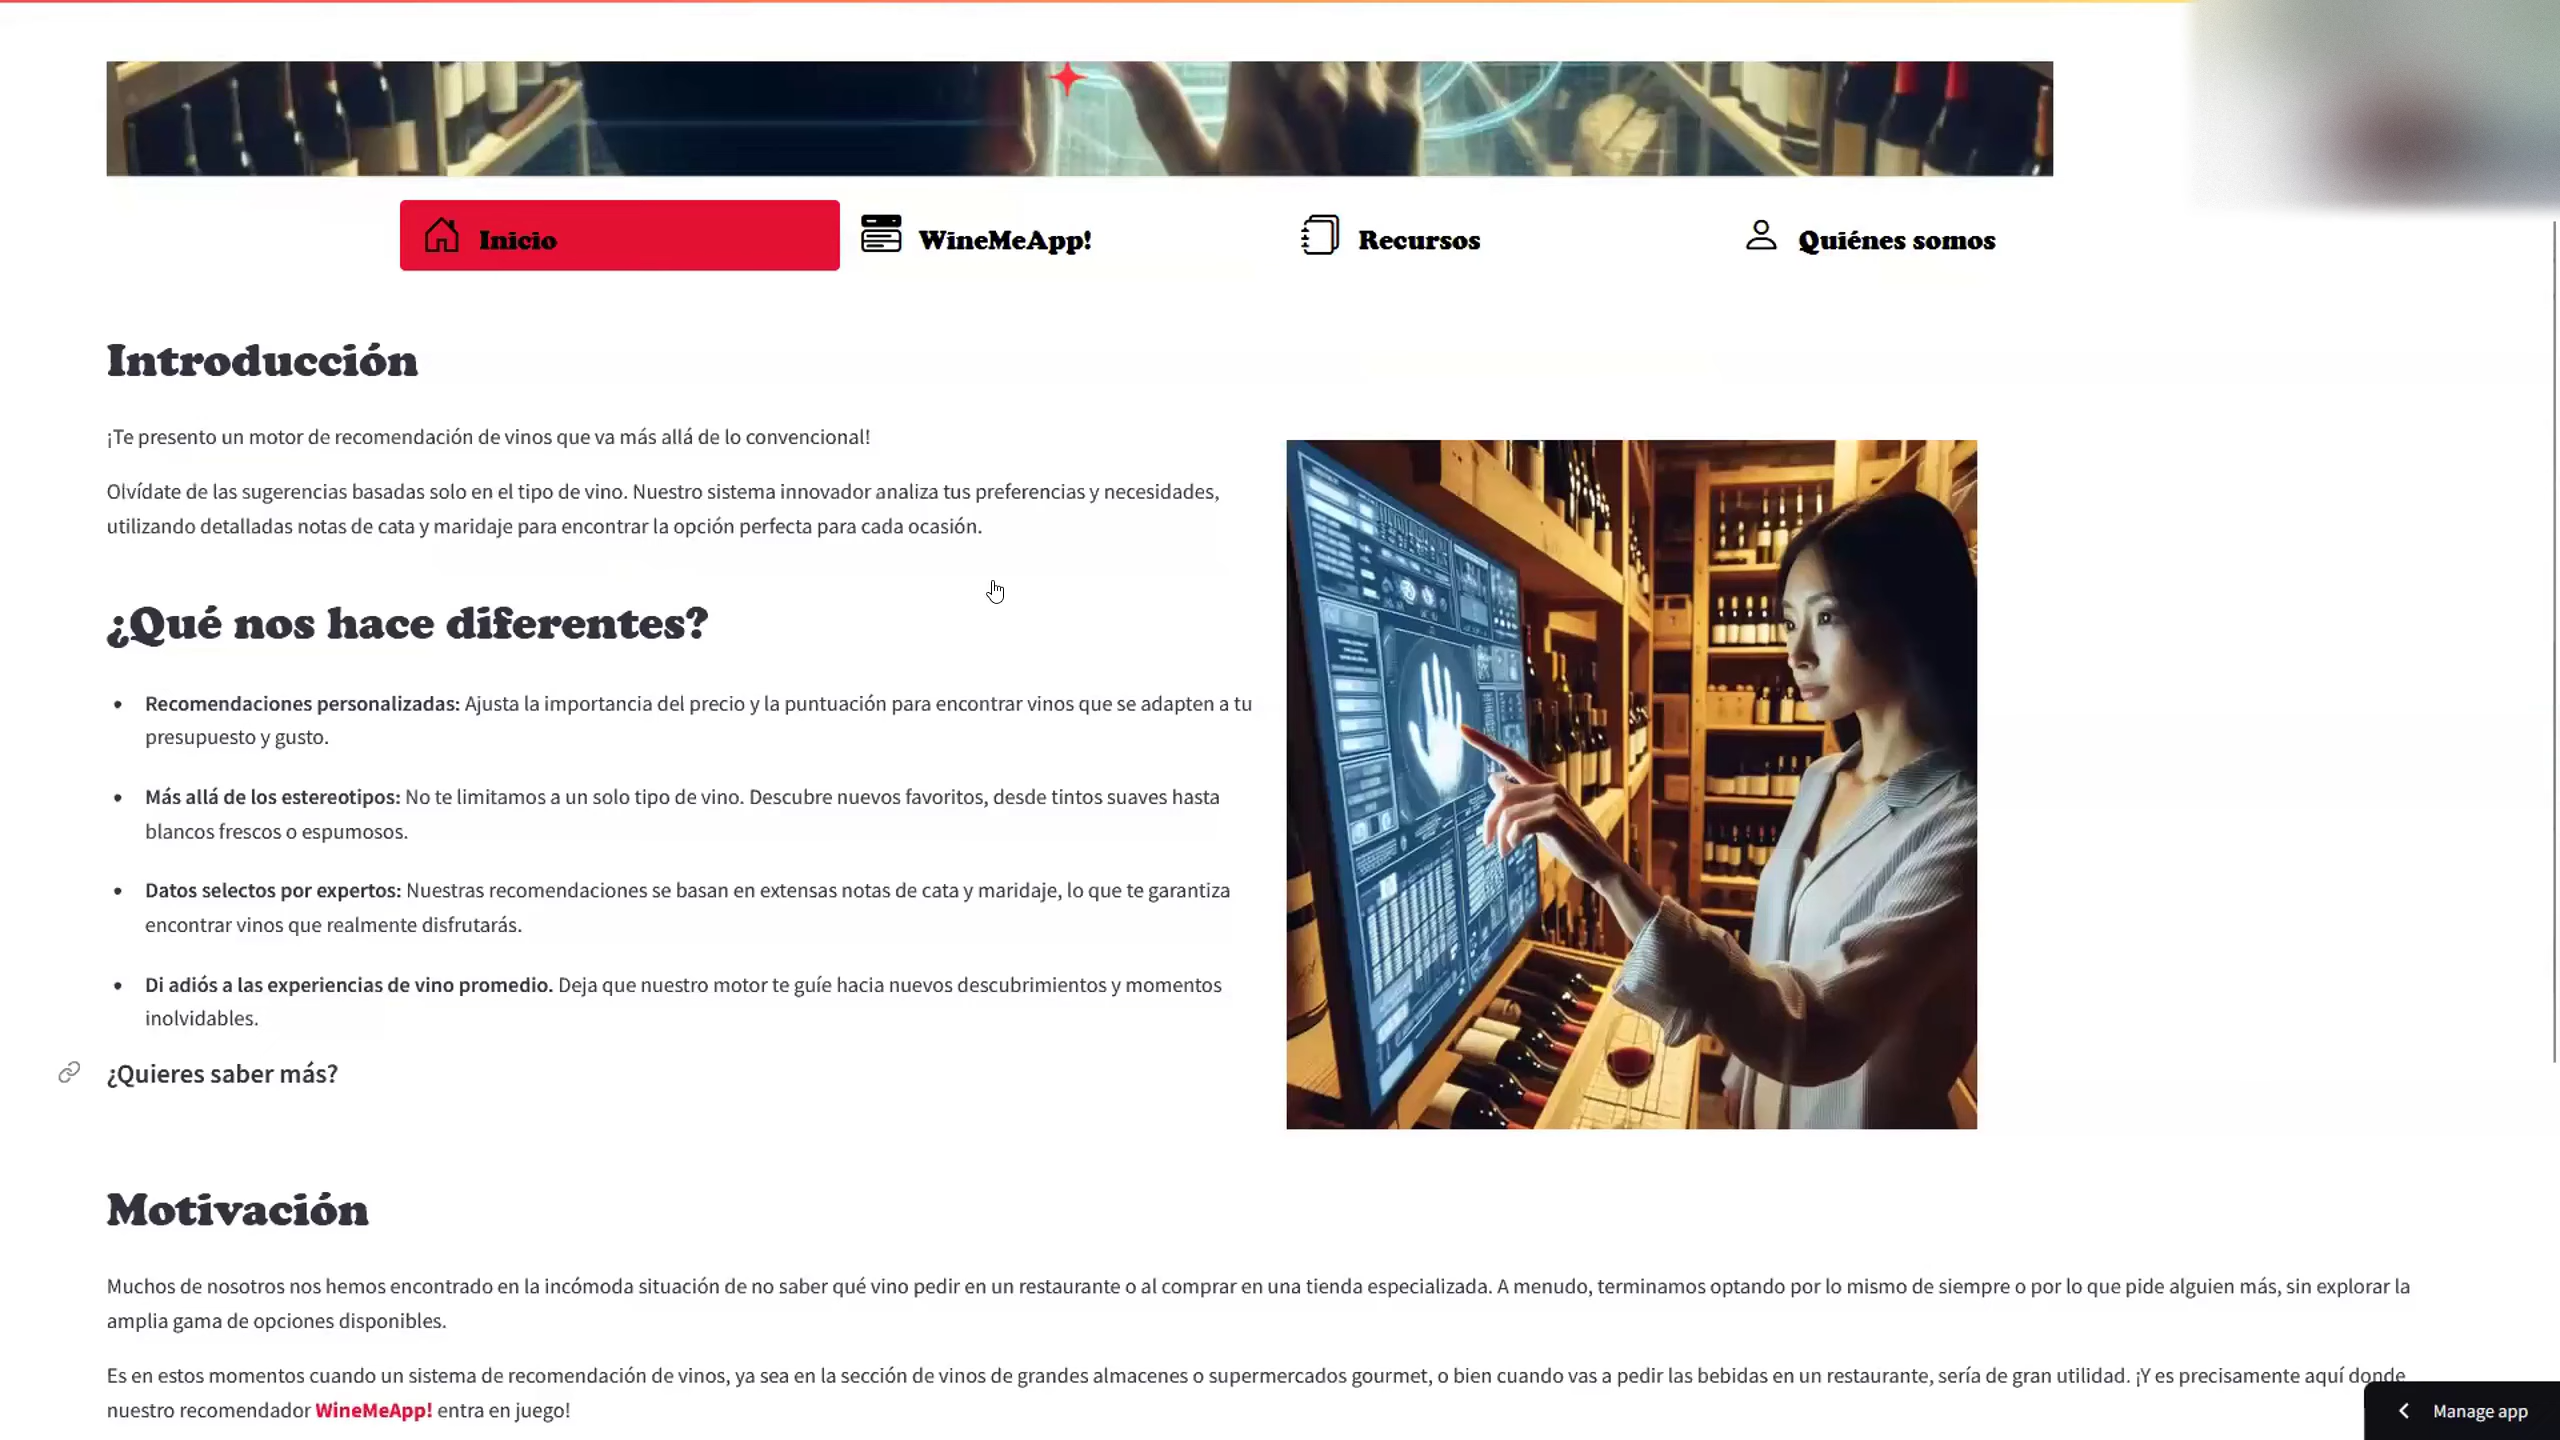 Inicio
WineMeApp!
Recursos
Quiénes somos
Introducción
¡Te presento un motor de recomendación de vinos que va más allá de lo convencional!
Olvídate de las sugerencias basadas solo en el tipo de vino. Nuestro sistema innovador analiza tus preferencias y necesidades,
utilizando detalladas notas de cata y maridaje para encontrar la opción perfecta para cada ocasión.
¿Qué nos hace diferentes?
Recomendaciones personalizadas: Ajusta la importancia del precio y la puntuación para encontrar vinos que se adapten a tu
presupuesto y gusto.
Más allá de los estereotipos: No te limitamos a un solo tipo de vino. Descubre nuevos favoritos, desde tintos suaves hasta
blancos frescos o espumosos.
Datos selectos por expertos: Nuestras recomendaciones se basan en extensas notas de cata y maridaje, lo que te garantiza
encontrar vinos que realmente disfrutarás.
Di adiós a las experiencias de vino promedio. Deja que nuestro motor te guíe hacia nuevos descubrimientos y momentos
inolvidables.
¿Quieres saber más?
Motivación
Muchos de nosotros nos hemos encontrado en la incómoda situación de no saber qué vino pedir en un restaurante o al comprar en una tienda especializada. A menudo, terminamos optando por lo mismo de siempre o por lo que pide alguien más, sin explorar la
amplia gama de opciones disponibles.
Es en estos momentos cuando un sistema de recomendación de vinos, ya sea en la sección de vinos de grandes almacenes o supermercados gourmet, o bien cuando vas a pedir las bebidas en un restaurante, sería de gran utilidad. ¡Y es precisamente aquí donde
nuestro recomendador WineMeApp! entra en juego!
Manage app